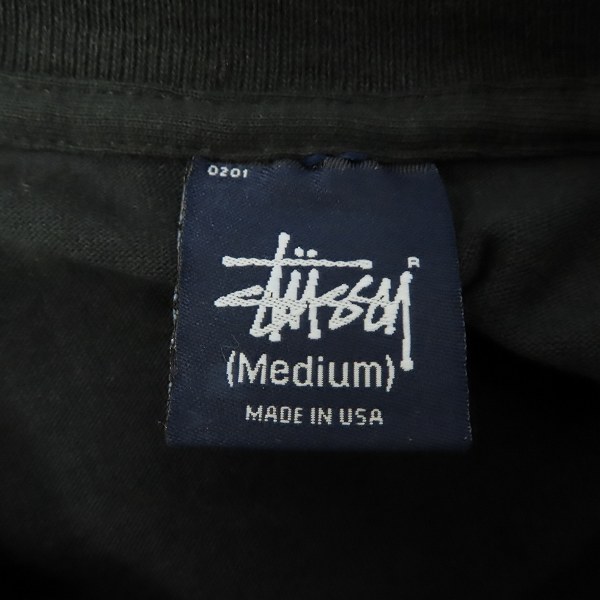 0201
Stüssy
R
(Medium)
MADE IN USA